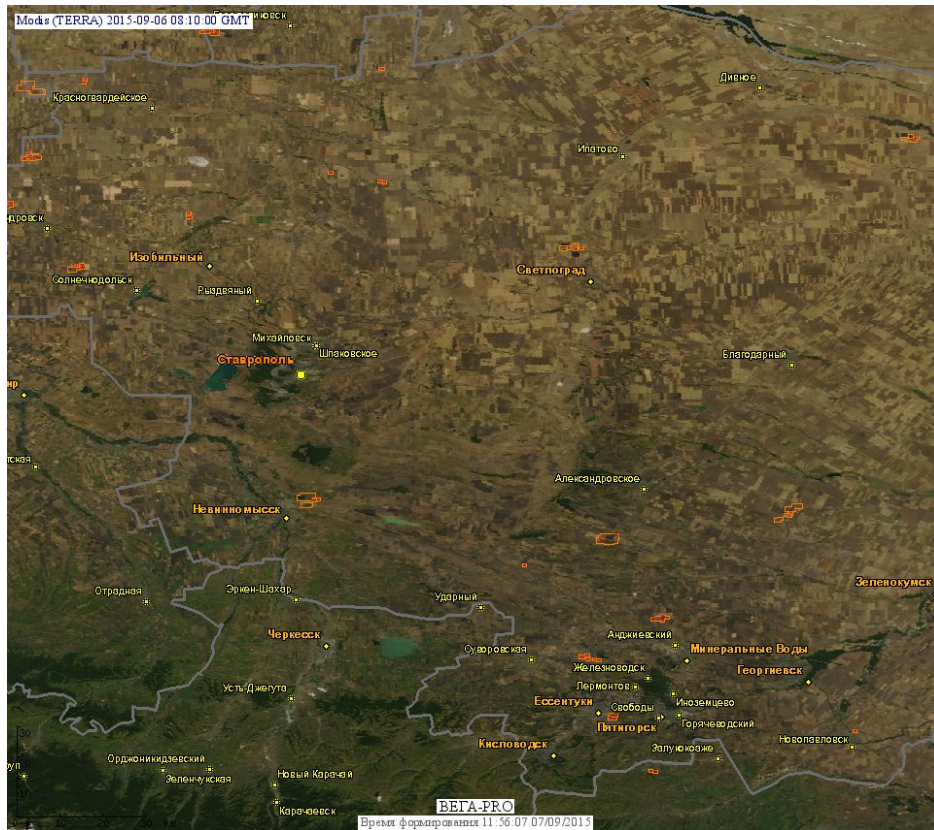 Modis (TERRA) 2015-09-06 08:10:00 GMT
Дивное
Красногвардейское
Ипатово
Изобильный
Светлоград
Солнечнодольск
Рыздвяный
Михайловск
Шпаковское
Ставрополь
Благодарный
Александровское
Невинномысск
Зеленокумск
Отрадная
Эркен-Шахар
Ударный
Черкесск
Анджиевский
Суворовская
Минеральные Воды
Железноводск
Георгиевск
Лермонтов
Усть-Джегута
Ессентуки
Иноземцево
Свободы
Пятигорск
Горячеводский
Кисловодск
Залукокоаже
Новопавловск
Орджоникидзевский
Зеленчукская
Новый Карачай
Карачаевск
ВЕГА-PRO
Время формирования 11:56:07 07/09/2015